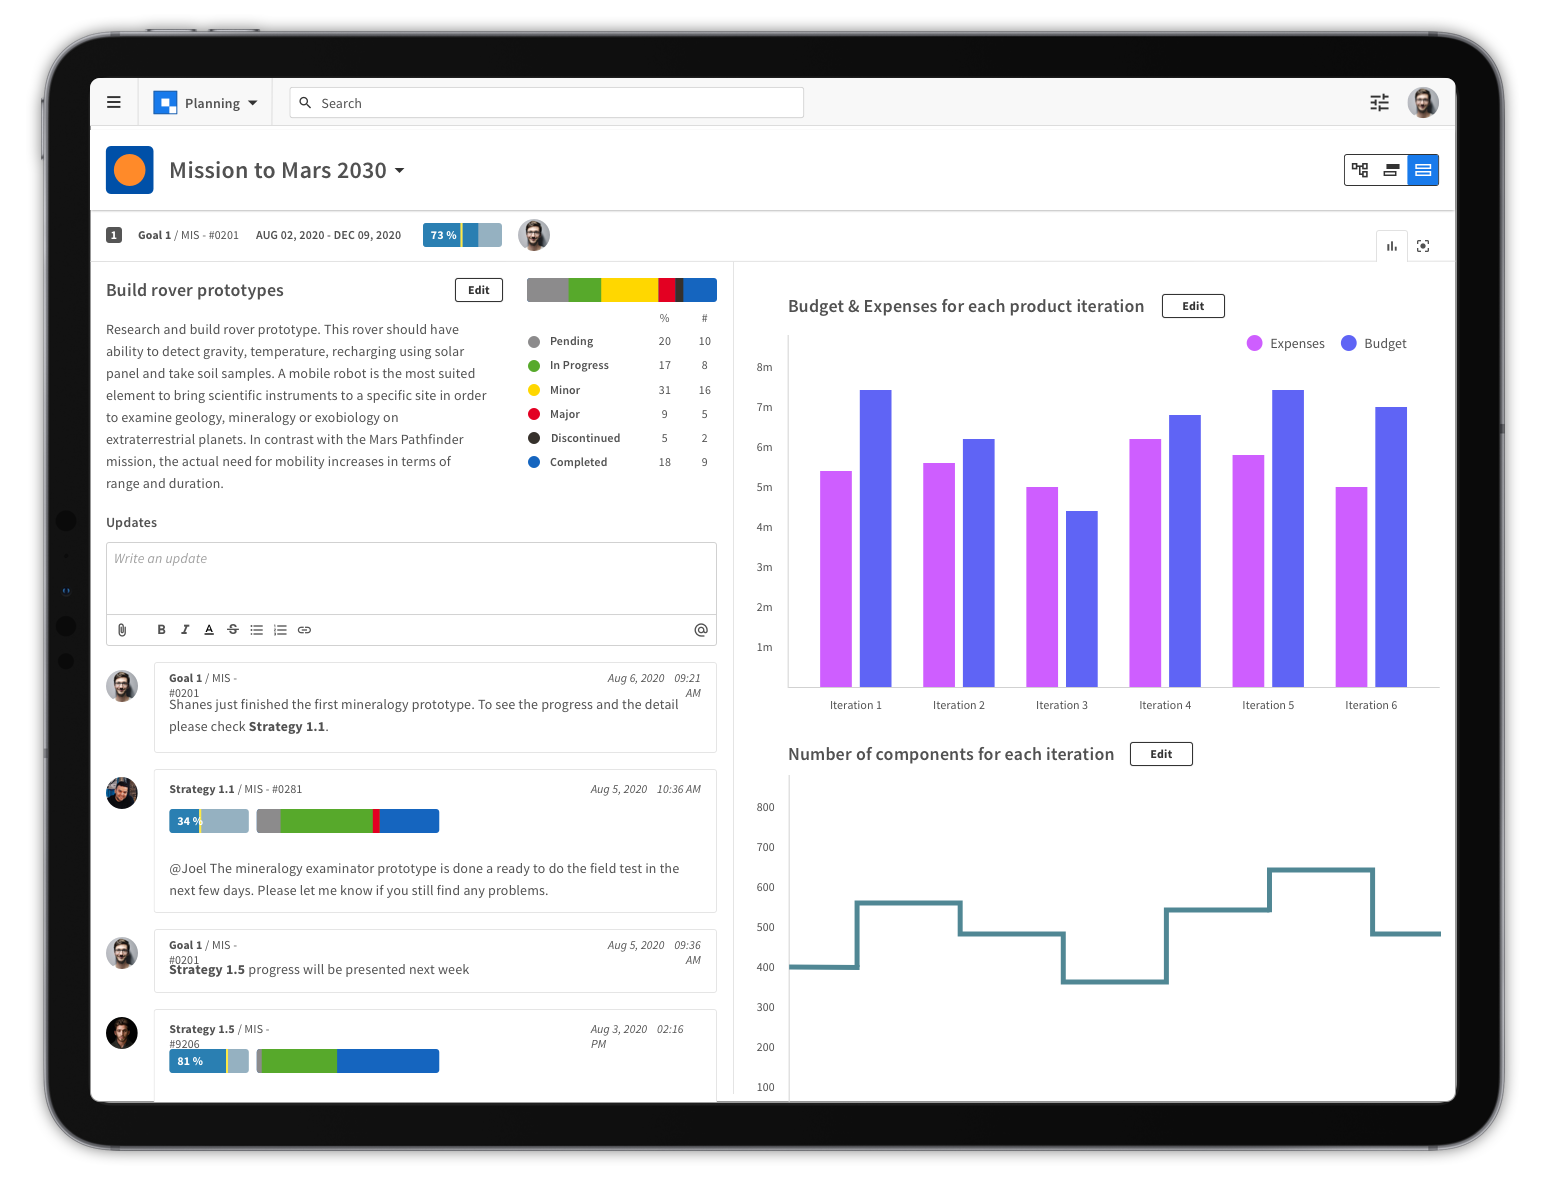 Planning
Search
Mission to Mars 2030
1 Goal 1 / MIS - #0201 AUG 02, 2020 - DEC 09, 2020 73 %
Build rover prototypes
Edit
Research and build rover prototype. This rover should have
ability to detect gravity, temperature, recharging using solar
panel and take soil samples. A mobile robot is the most suited
element to bring scientific instruments to a specific site in order
to examine geology, mineralogy or exobiology on
extraterrestrial planets. In contrast with the Mars Pathfinder
mission, the actual need for mobility increases in terms of
range and duration.
% #
Pending 20 10
In Progress 17 8
Minor 31 16
Major 9 5
Discontinued 5 2
Completed 18 9
Updates
Write an update
B I A S @
Goal 1 / MIS -
#0201
Aug 6, 2020 09:21
AM
Shanes just finished the first mineralogy prototype. To see the progress and the detail
please check Strategy 1.1.
Strategy 1.1 / MIS - #0281
Aug 5, 2020 10:36 AM
34 %
@Joel The mineralogy examinator prototype is done a ready to do the field test in the
next few days. Please let me know if you still find any problems.
Goal 1 / MIS -
#0201
Aug 5, 2020 09:36
AM
Strategy 1.5 progress will be presented next week
Strategy 1.5 / MIS -
#9206
Aug 3, 2020 02:16
PM
81 %
Budget & Expenses for each product iteration
Edit
Expenses Budget
8m
7m
6m
5m
4m
3m
2m
1m
Iteration 1 Iteration 2 Iteration 3 Iteration 4 Iteration 5 Iteration 6
Number of components for each iteration
Edit
800
700
600
500
400
300
200
100